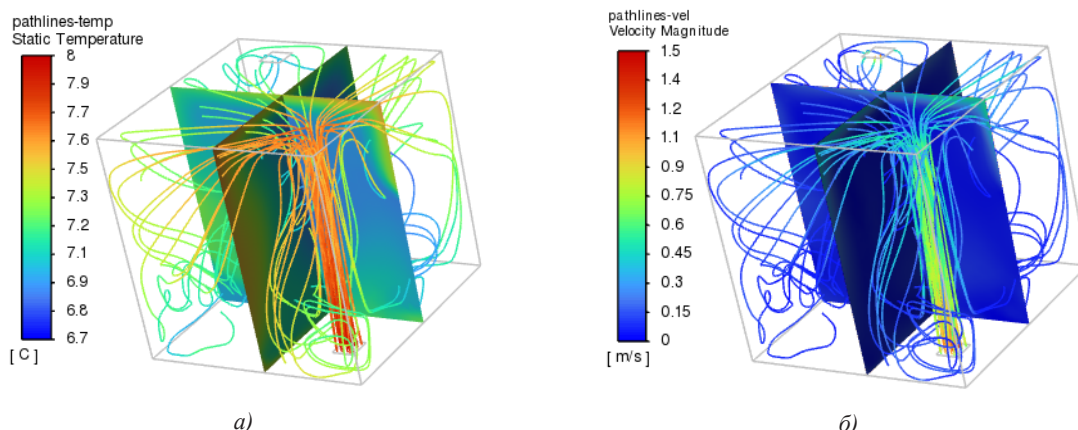 pathlines-temp
Static Temperature
8
7.9
7.7
7.6
7.5
7.3
7.2
7.1
6.9
6.8
6.7
[ C ]
pathlines-vel
Velocity Magnitude
1.5
1.4
1.2
1.1
0.9
0.75
0.6
0.45
0.3
0.15
0
[ m/s ]
а)
б)